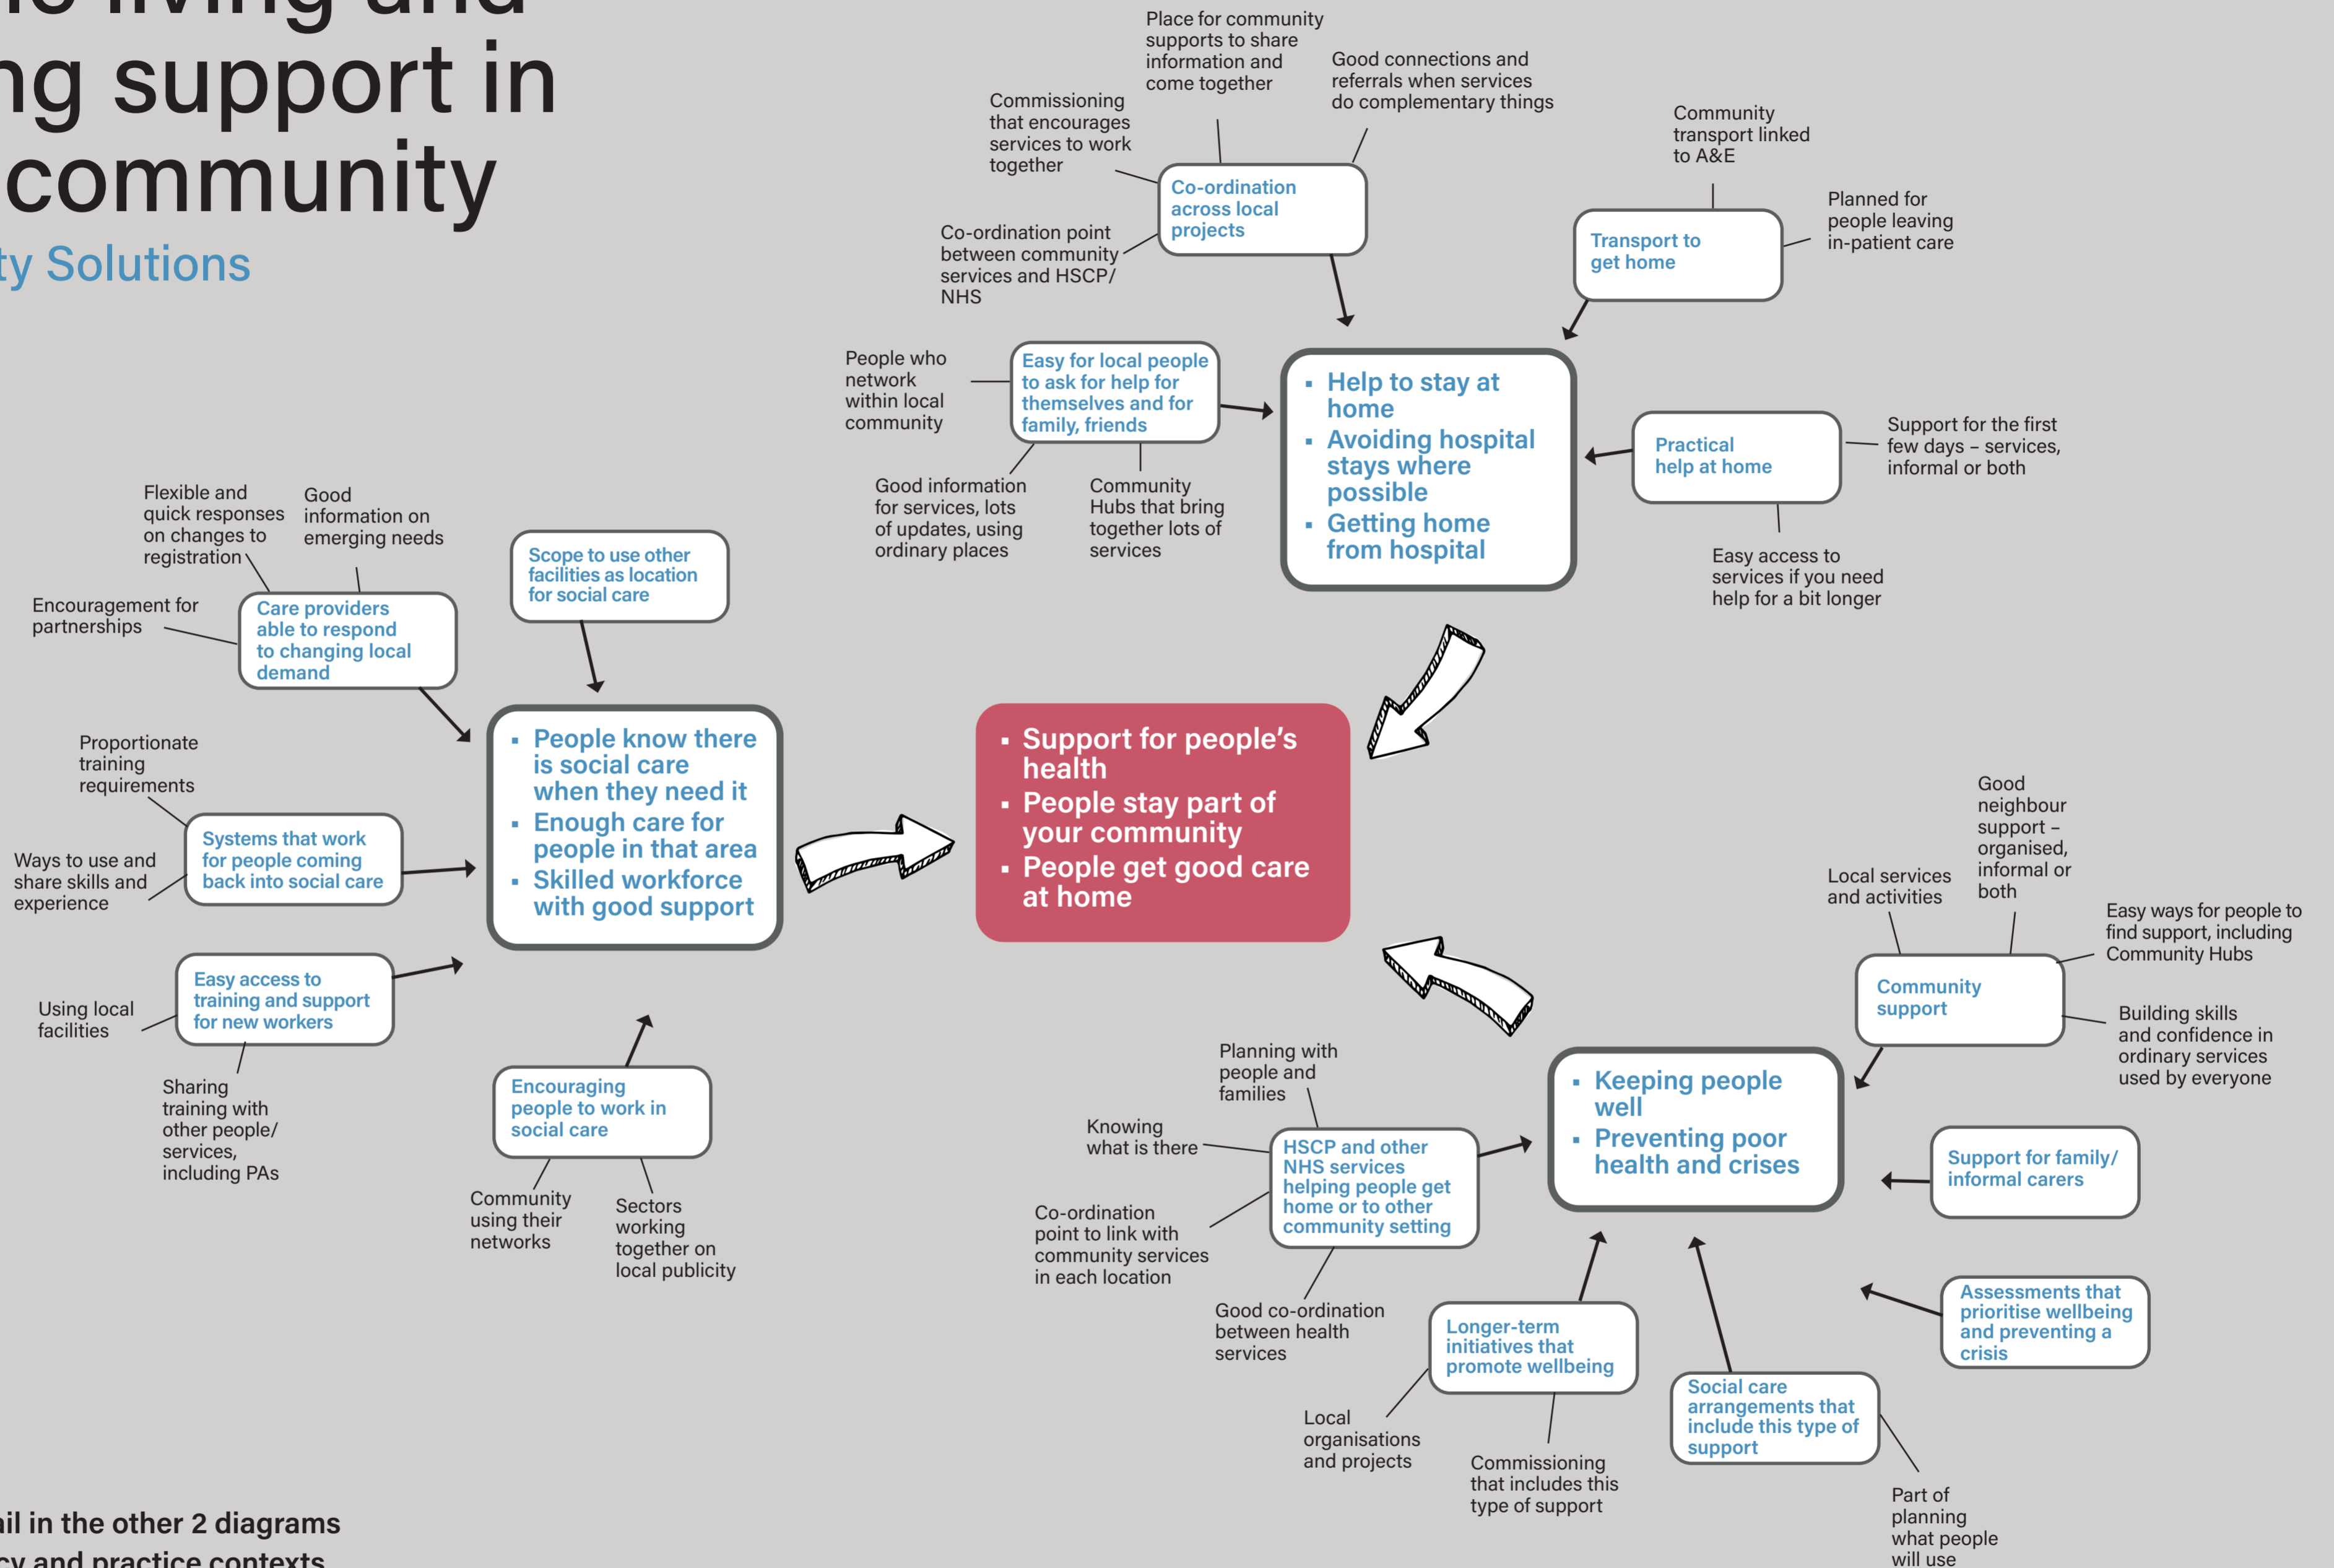 ng support in
community
ty Solutions
Place for community
supports to share
information and
come together
Good connections and
referrals when services
do complementary things
Commissioning
that encourages
services to work
together
Co-ordination point
between community
services and HSCP/
NHS
Co-ordination
across local
projects
Community
transport linked
to A&E
Planned for
people leaving
in-patient care
Transport to
get home
People who
network
within local
community
Easy for local people
to ask for help for
themselves and for
family, friends
Good information
for services, lots
of updates, using
ordinary places
Community
Hubs that bring
together lots of
services
▪ Help to stay at
home
▪ Avoiding hospital
stays where
possible
▪ Getting home
from hospital
Practical
help at home
Support for the first
few days – services,
informal or both
Easy access to
services if you need
help for a bit longer
Flexible and
quick responses
on changes to
registration
Good
information on
emerging needs
Encouragement for
partnerships
Care providers
able to respond
to changing local
demand
Scope to use other
facilities as location
for social care
Proportionate
training
requirements
Ways to use and
share skills and
experience
Systems that work
for people coming
back into social care
▪ People know there
is social care
when they need it
▪ Enough care for
people in that area
▪ Skilled workforce
with good support
Easy access to
training and support
for new workers
Using local
facilities
Sharing
training with
other people/
services,
including PAs
Encouraging
people to work in
social care
Community
using their
networks
Sectors
working
together on
local publicity
▪ Support for people’s
health
▪ People stay part of
your community
▪ People get good care
at home
Good
neighbour
support –
organised,
informal or
both
Local services
and activities
Easy ways for people to
find support, including
Community Hubs
Community
support
Building skills
and confidence in
ordinary services
used by everyone
Planning with
people and
families
Knowing
what is there
HSCP and other
NHS services
helping people get
home or to other
community setting
Co-ordination
point to link with
community services
in each location
Good co-ordination
between health
services
▪ Keeping people
well
▪ Preventing poor
health and crises
Support for family/
informal carers
Assessments that
prioritise wellbeing
and preventing a
crisis
Longer-term
initiatives that
promote wellbeing
Local
organisations
and projects
Commissioning
that includes this
type of support
Social care
arrangements that
include this type of
support
Part of
planning
what people
will use
ail in the other 2 diagrams
cy and practice contexts